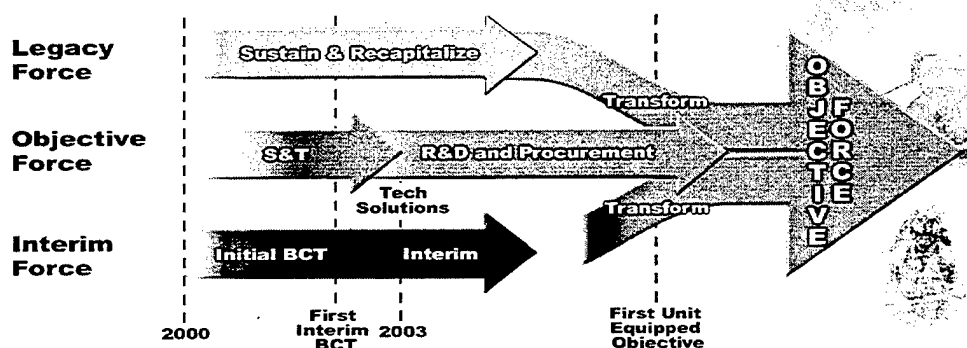 Legacy
Force
Sustain & Recapitalize
Transform
Objective
Force
S&T
R&D and Procurement
Tech
Solutions
OBJECTIVE
FORCE
Transform
Interim
Force
Initial BCT
Interim
2000
First
Interim
BCT
2003
First Unit
Equipped
Objective